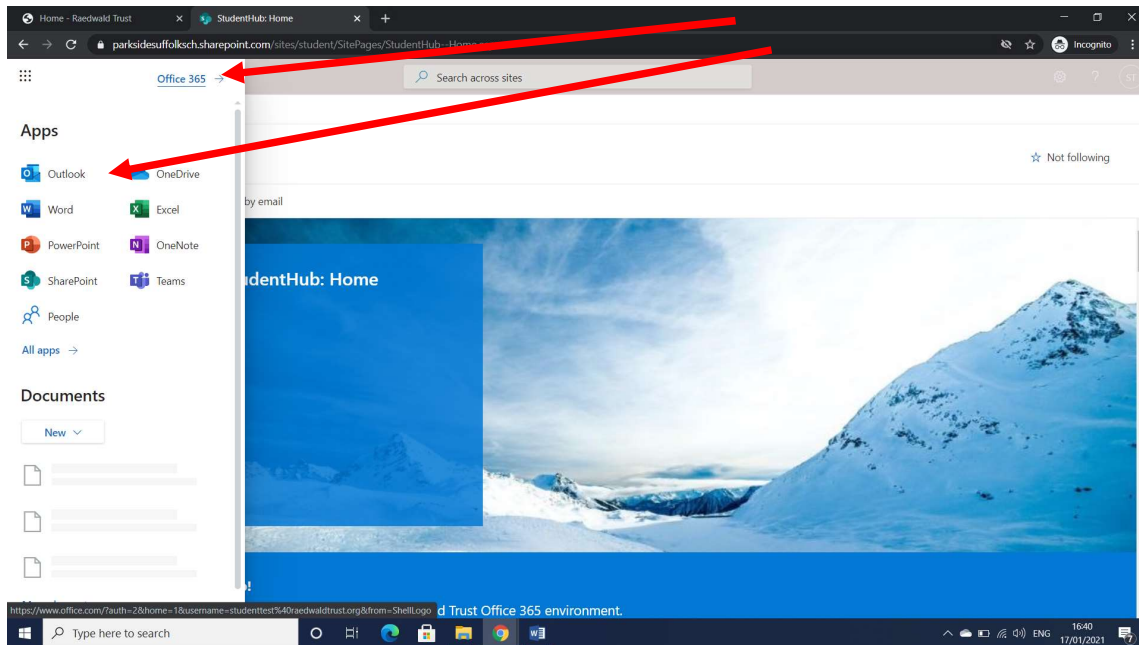 Home - Raedwald Trust
StudentHub: Home
parksidesuffolksch.sharepoint.com/sites/student/SitePages/StudentHub--Home
Incognito
Office 365 →
Search across sites
?
ST
Apps
Not following
Outlook
OneDrive
by email
Word
Excel
PowerPoint
OneNote
SharePoint
Teams
udentHub: Home
People
All apps →
Documents
New
https://www.office.com/?auth=2&home=1&username=studenttest%40raedwaldtrust.org&from=ShellLogo
d Trust Office 365 environment.
Type here to search
ENG
16:40
17/01/2021
7